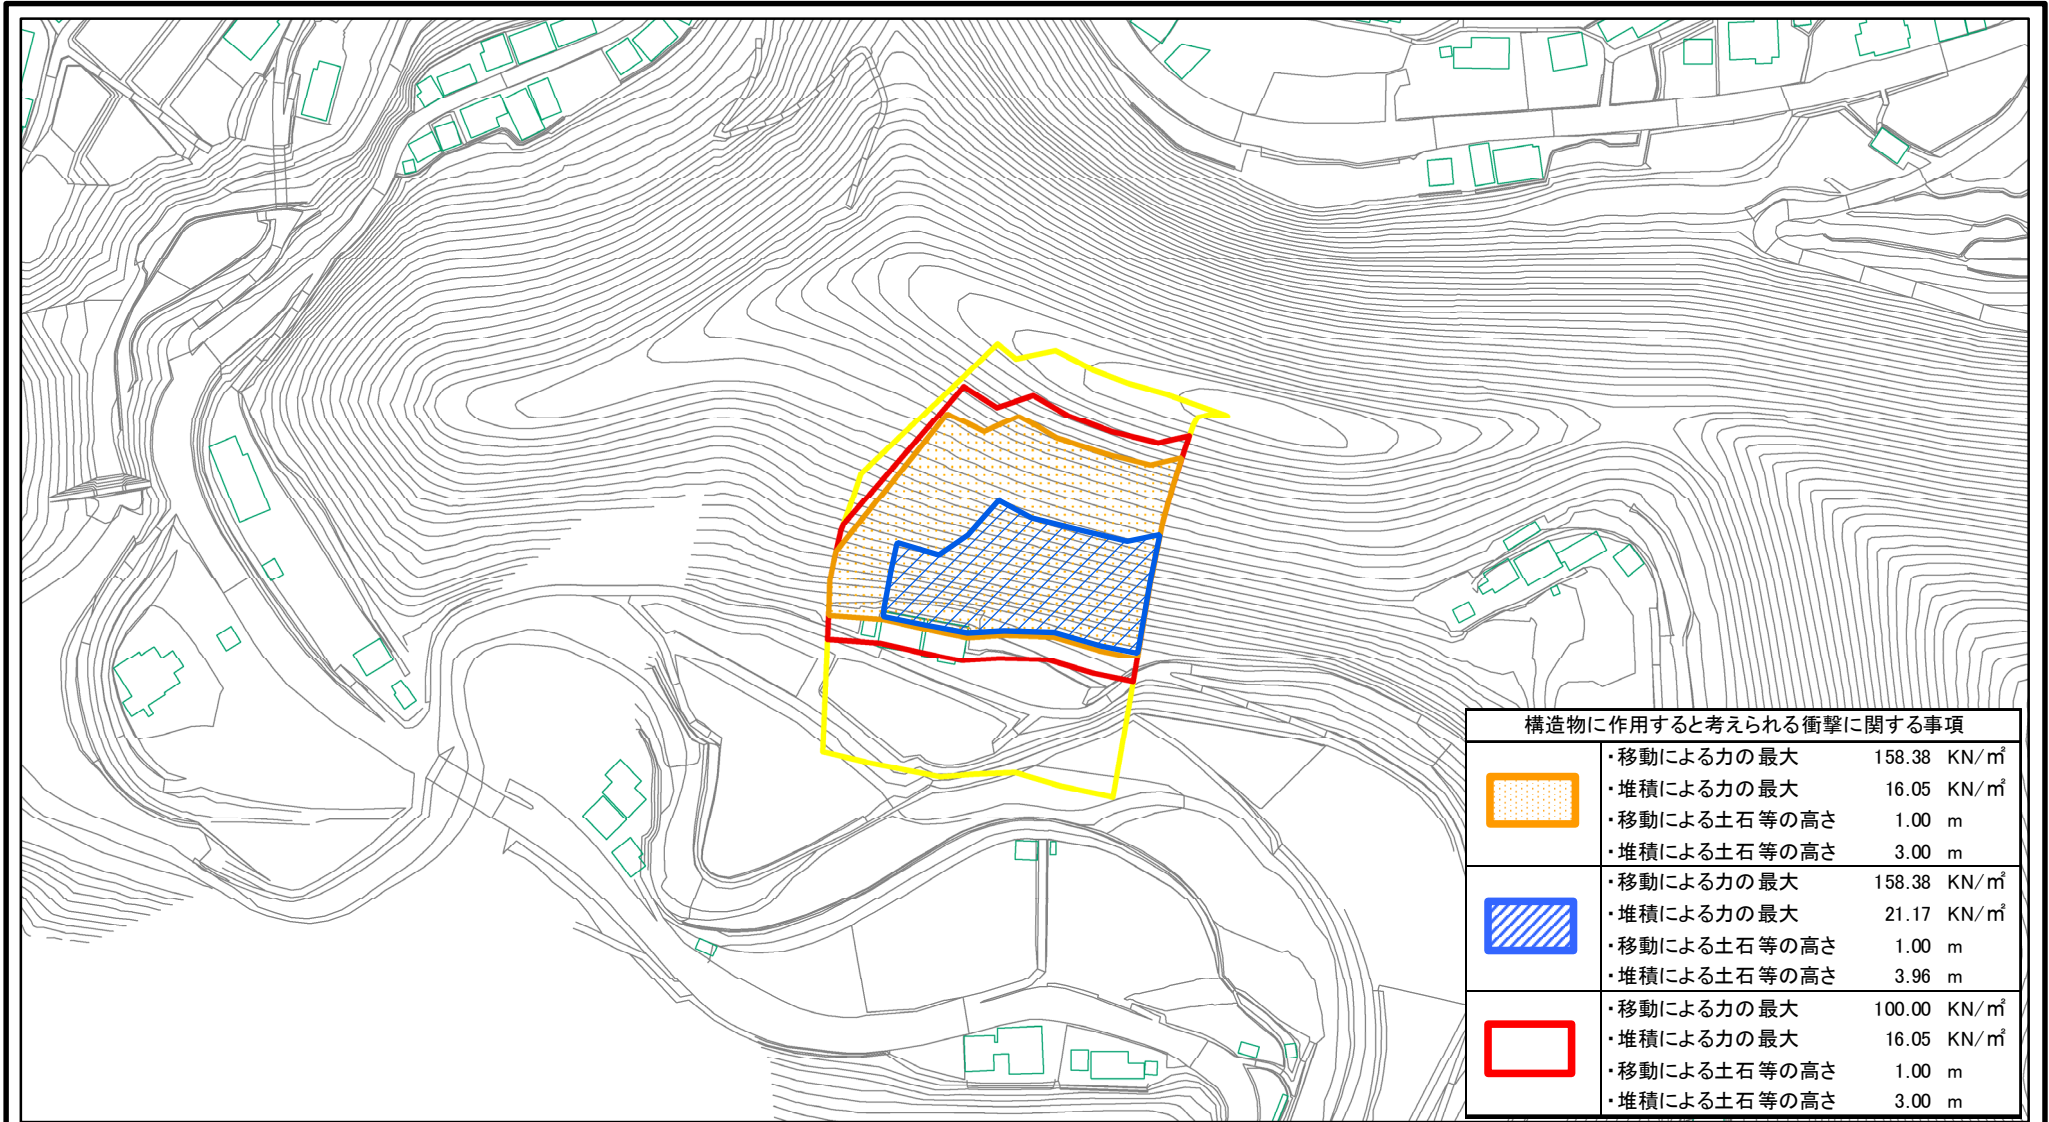 構造物に作用すると考えられる衝撃に関する事項
・移動による力の最大 158.38 KN/㎡
・堆積による力の最大 16.05 KN/㎡
・移動による土石等の高さ 1.00 m
・堆積による土石等の高さ 3.00 m
・移動による力の最大 158.38 KN/㎡
・堆積による力の最大 21.17 KN/㎡
・移動による土石等の高さ 1.00 m
・堆積による土石等の高さ 3.96 m
・移動による力の最大 100.00 KN/㎡
・堆積による力の最大 16.05 KN/㎡
・移動による土石等の高さ 1.00 m
・堆積による土石等の高さ 3.00 m